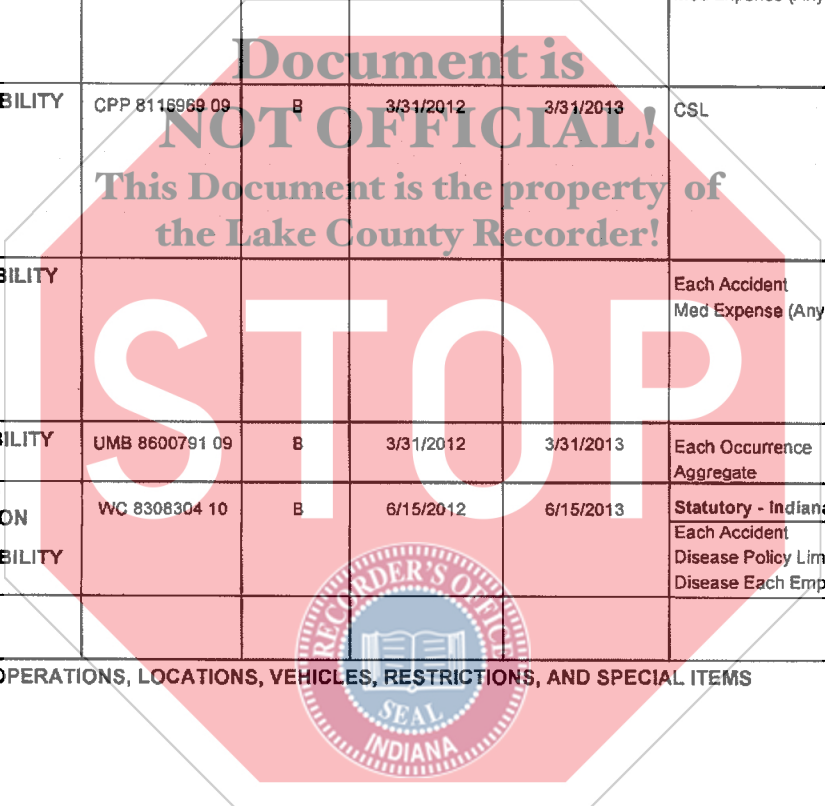 Document is
BILITY CPP 8116969 09 B 3/31/2012 3/31/2013 CSL
NOT OFFICIAL!
This Document is the property of
the Lake County Recorder!
BILITY Each Accident
Med Expense (Any
STOP
BILITY UMB 8600791 09 B 3/31/2012 3/31/2013 Each Occurrence
Aggregate
ON WC 8308304 10 B 6/15/2012 6/15/2013 Statutory - Indiana
Each Accident
BILITY Disease Policy Lim
Disease Each Emp
RECORDER'S OFFICE
SEAL
INDIANA
OPERATIONS, LOCATIONS, VEHICLES, RESTRICTIONS, AND SPECIAL ITEMS